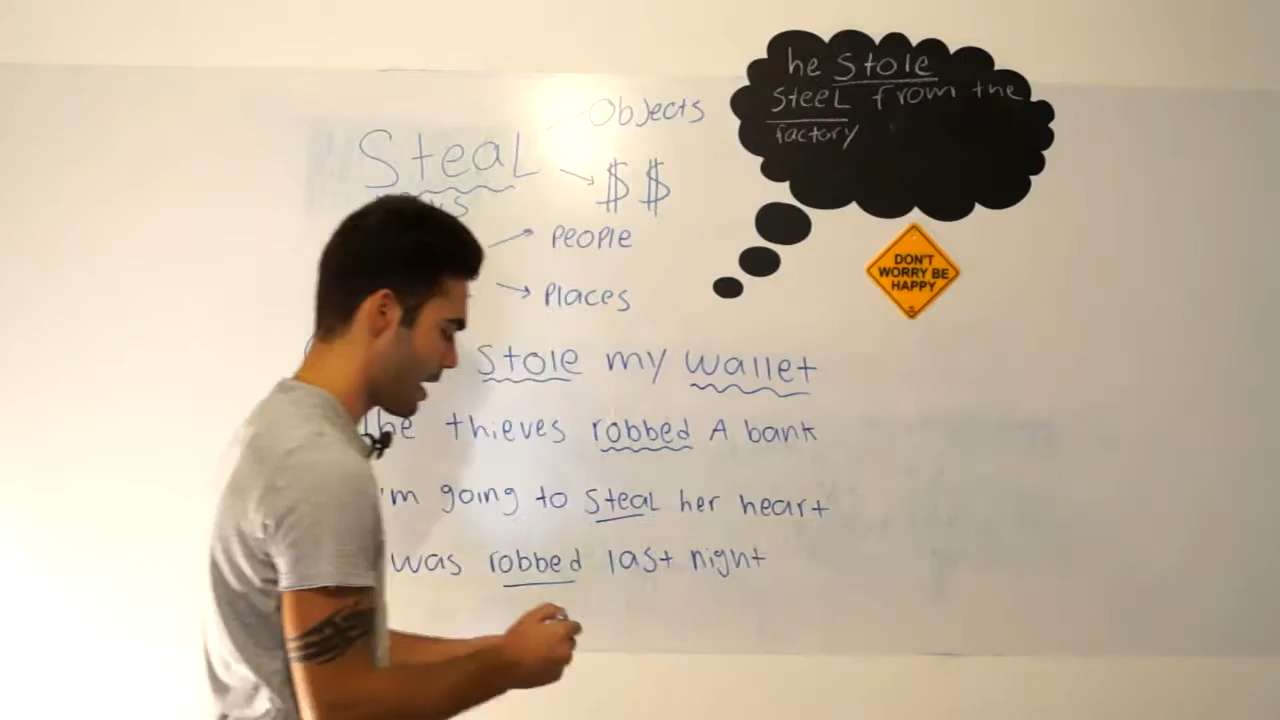 he Stole
SteeL from the
factory
Objects
SteaL
$ $
People
Places
DON'T
WORRY BE
HAPPY
Stole my wallet
The thieves robbed A bank
'm going to SteaL her heart
was robbed last night